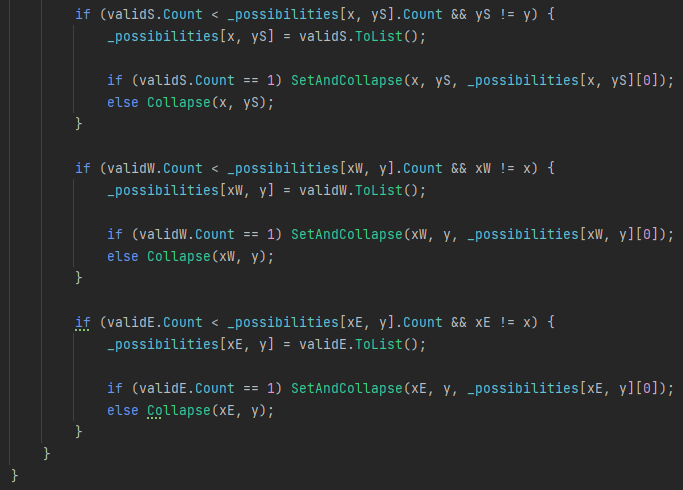 if (validS.Count < _possibilities[x, yS].Count && yS != y) {
_possibilities[x, yS] = validS.ToList();
if (validS.Count == 1) SetAndCollapse(x, yS, _possibilities[x, yS][0]);
else Collapse(x, yS);
}
if (validW.Count < _possibilities[xW, y].Count && xW != x) {
_possibilities[xW, y] = validW.ToList();
if (validW.Count == 1) SetAndCollapse(xW, y, _possibilities[xW, y][0]);
else Collapse(xW, y);
}
if (validE.Count < _possibilities[xE, y].Count && xE != x) {
_possibilities[xE, y] = validE.ToList();
if (validE.Count == 1) SetAndCollapse(xE, y, _possibilities[xE, y][0]);
else Collapse(xE, y);
}
}
}